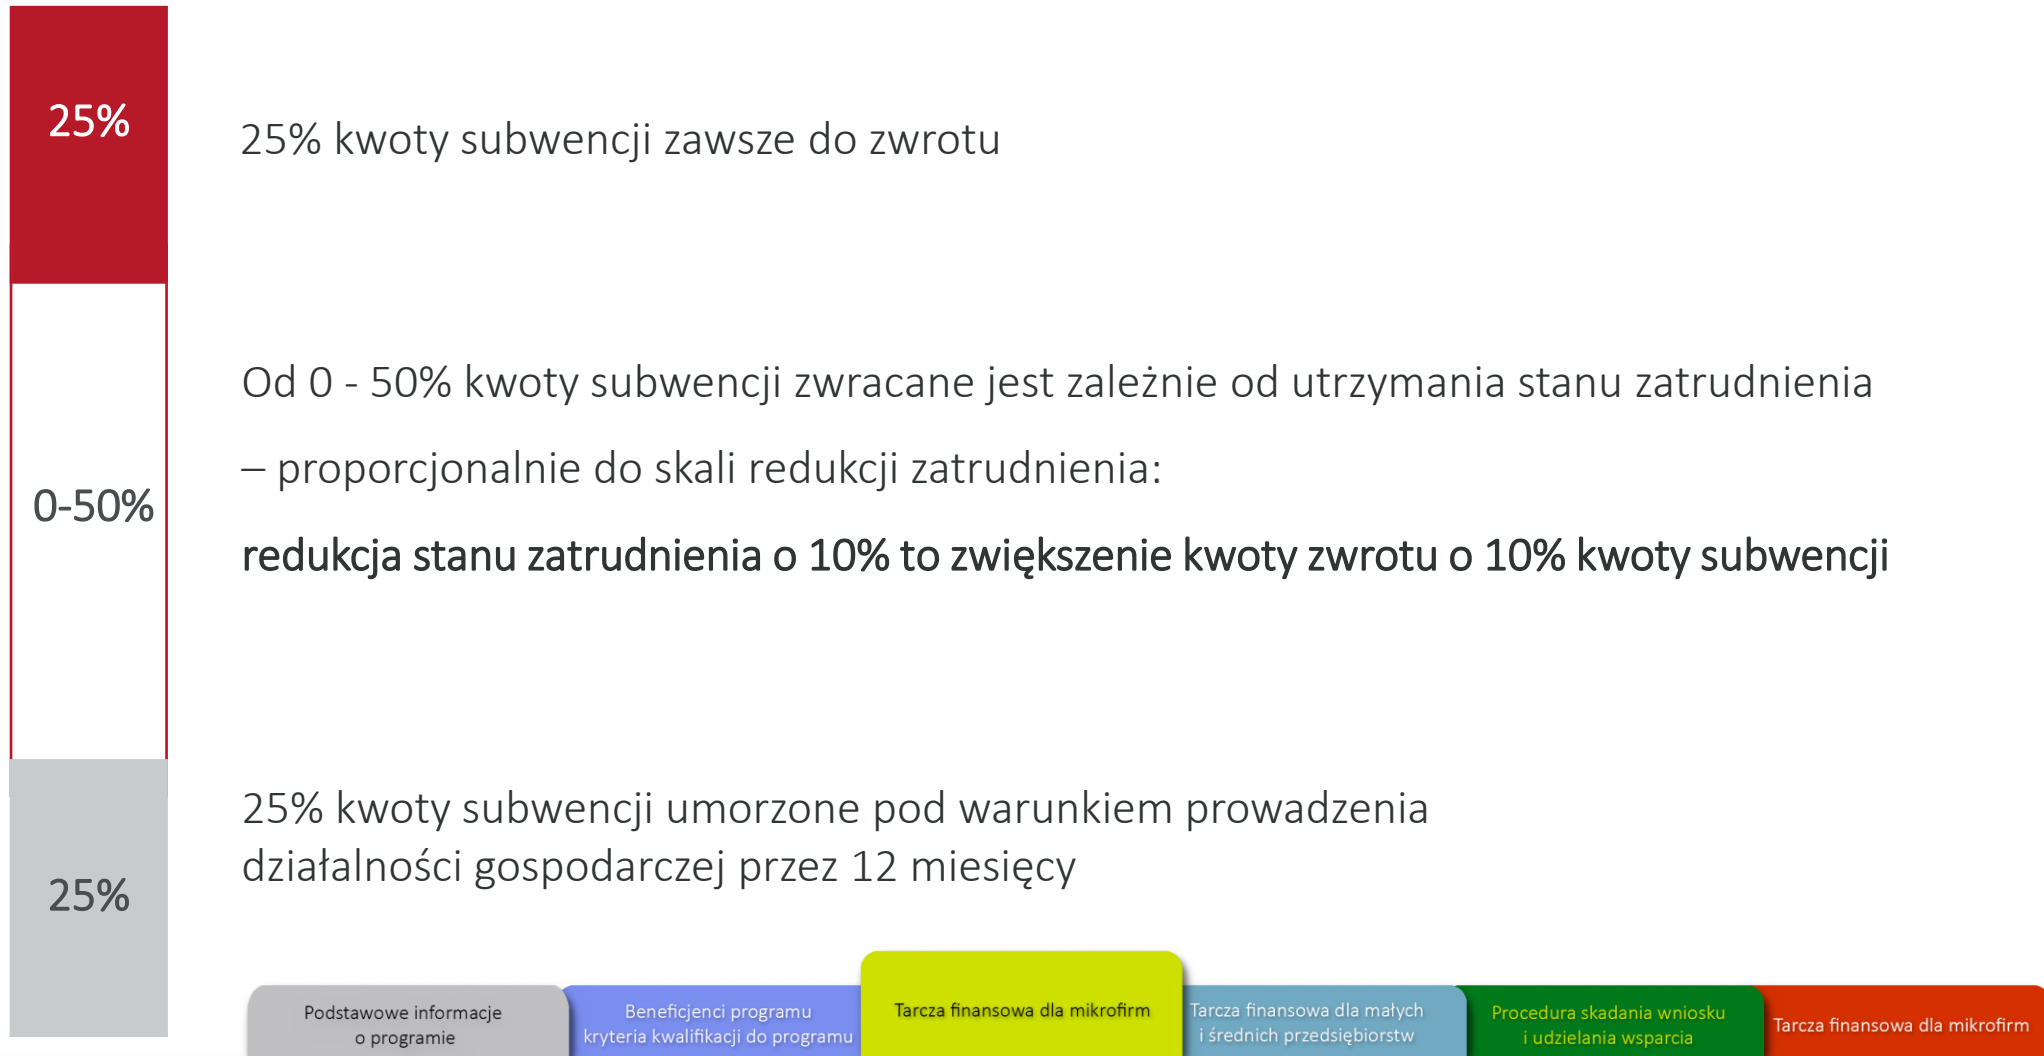 25%
25% kwoty subwencji zawsze do zwrotu
Od 0 - 50% kwoty subwencji zwracane jest zależnie od utrzymania stanu zatrudnienia
– proporcjonalnie do skali redukcji zatrudnienia:
0-50%
redukcja stanu zatrudnienia o 10% to zwiększenie kwoty zwrotu o 10% kwoty subwencji
25% kwoty subwencji umorzone pod warunkiem prowadzenia
działalności gospodarczej przez 12 miesięcy
25%
Podstawowe informacje
o programie
Beneficjenci programu
kryteria kwalifikacji do programu
Tarcza finansowa dla mikrofirm
Tarcza finansowa dla małych
i średnich przedsiębiorstw
Procedura skadania wniosku
i udzielania wsparcia
Tarcza finansowa dla mikrofirm